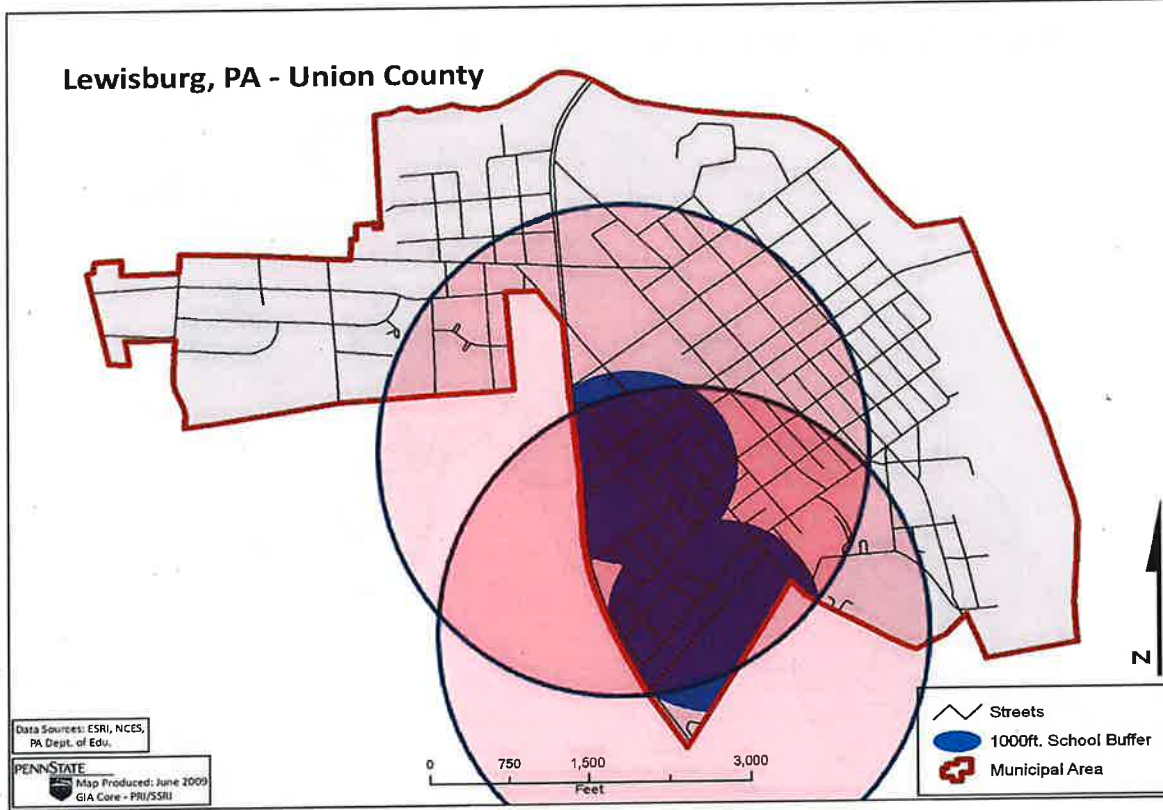 Lewisburg, PA - Union County
Data Sources: ESRI, NCES,
PA Dept. of Edu.
PENNSTATE
Map Produced: June 2009
GIA Core - PRI/SSRI
0 750 1,500 3,000
Feet
N
Streets
1000ft. School Buffer
Municipal Area